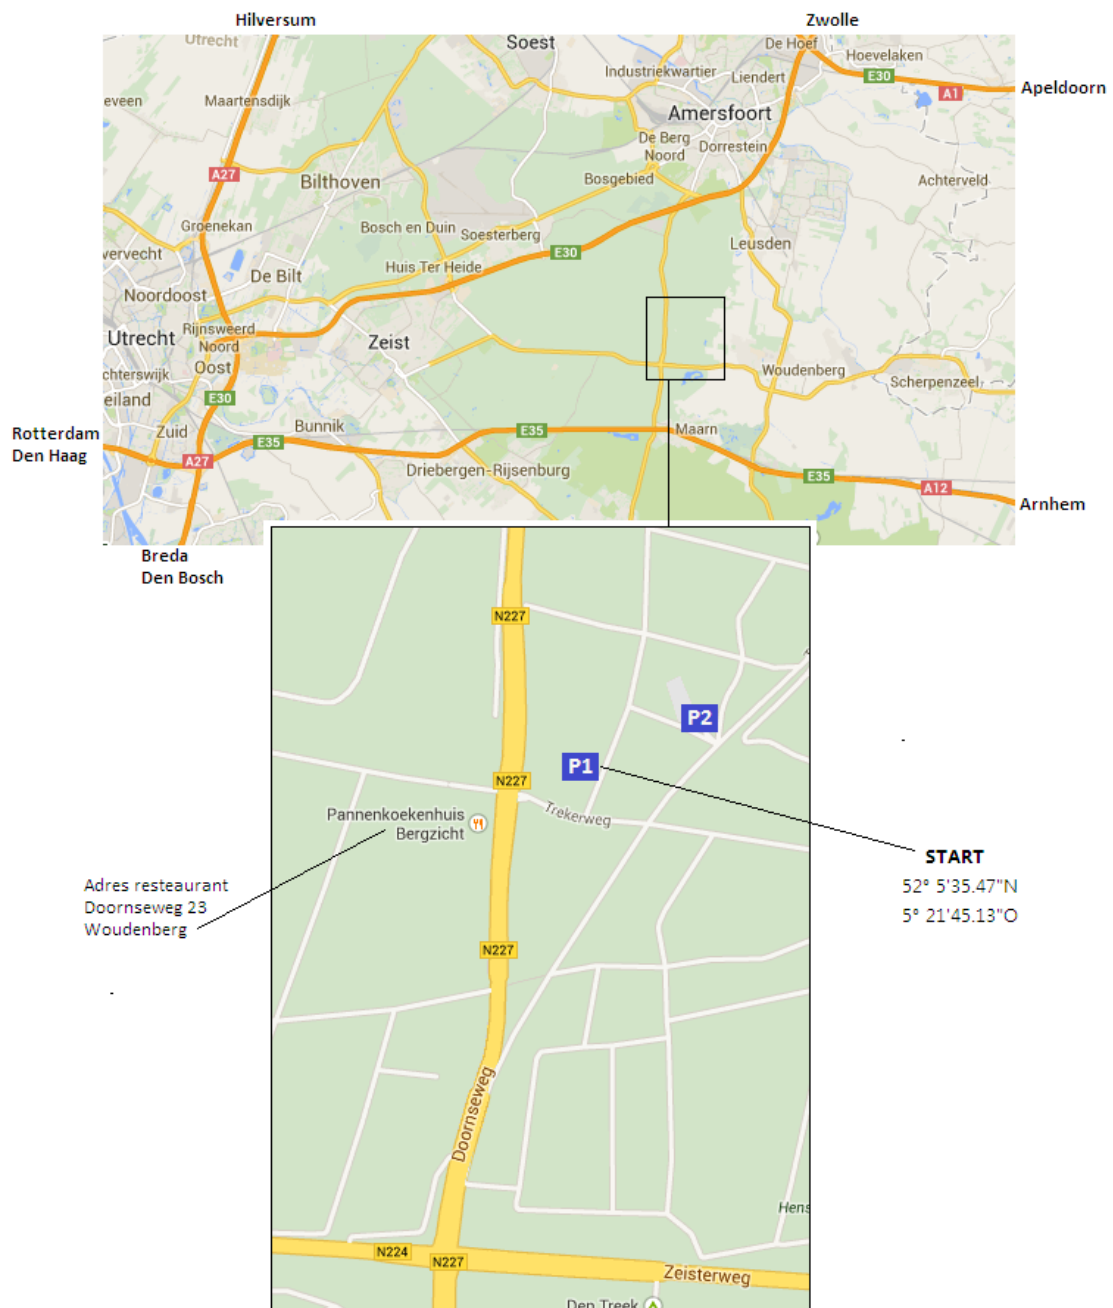 Hilversum
Zwolle
Utrecht
Soest
De Hoef
Hoevelaken
Industriekwartier
Liendert
E30
A1
Apeldoorn
eveen
Maartensdijk
Amersfoort
De Berg
Noord
Dorrestein
A27
Bilthoven
Bosgebied
Achterveld
Groenekan
Bosch en Duin
Soesterberg
Leusden
vervecht
De Bilt
Huis Ter Heide
E30
Noordoost
Utrecht
Rijnsweerd
Noord
Oost
Zeist
chterswijk
eiland
Woudenberg
Scherpenzeel
E30
Rotterdam
Den Haag
Zuid
Bunnik
E35
E35
Maarn
A27
Driebergen-Rijsenburg
E35
A12
Arnhem
Breda
Den Bosch
N227
P2
P1
N227
Trekerweg
Pannenkoekenhuis
Bergzicht
START
52° 5'35.47"N
5° 21'45.13"O
Adres resteaurant
Doornseweg 23
Woudenberg
N227
Doornseweg
Hens
N224
N227
Zeisterweg
Den Treek